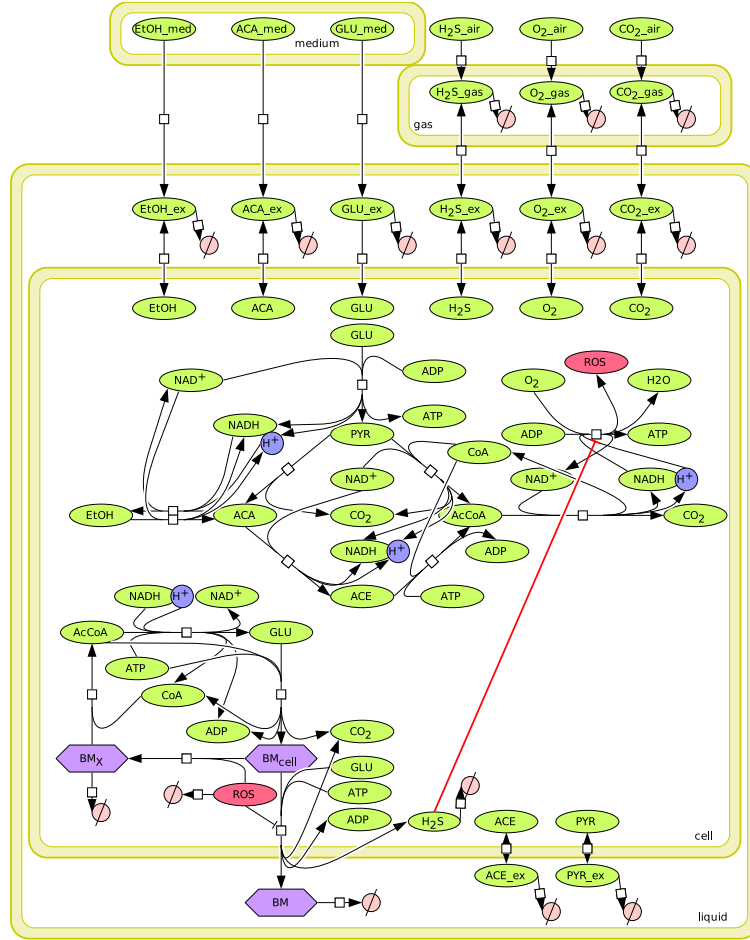 EtOH_med ACA_med GLU_med H2S_air O2_air CO2_air
medium
H2S_gas O2_gas CO2_gas
gas
EtOH_ex ACA_ex GLU_ex H2S_ex O2_ex CO2_ex
EtOH ACA GLU H2S O2 CO2
GLU
ROS
NAD+ ADP O2 H2O
NADH ATP
H+ PYR ADP ATP
CoA
NAD+ NAD+ NADH H+
EtOH ACA CO2 AcCoA CO2
NADH H+ ADP
NADH H+ NAD+ ACE ATP
AcCoA GLU
ATP
CoA
ADP CO2
BMX BMcell
GLU
ROS ATP
ADP H2S ACE PYR
cell
ACE_ex PYR_ex
BM
liquid